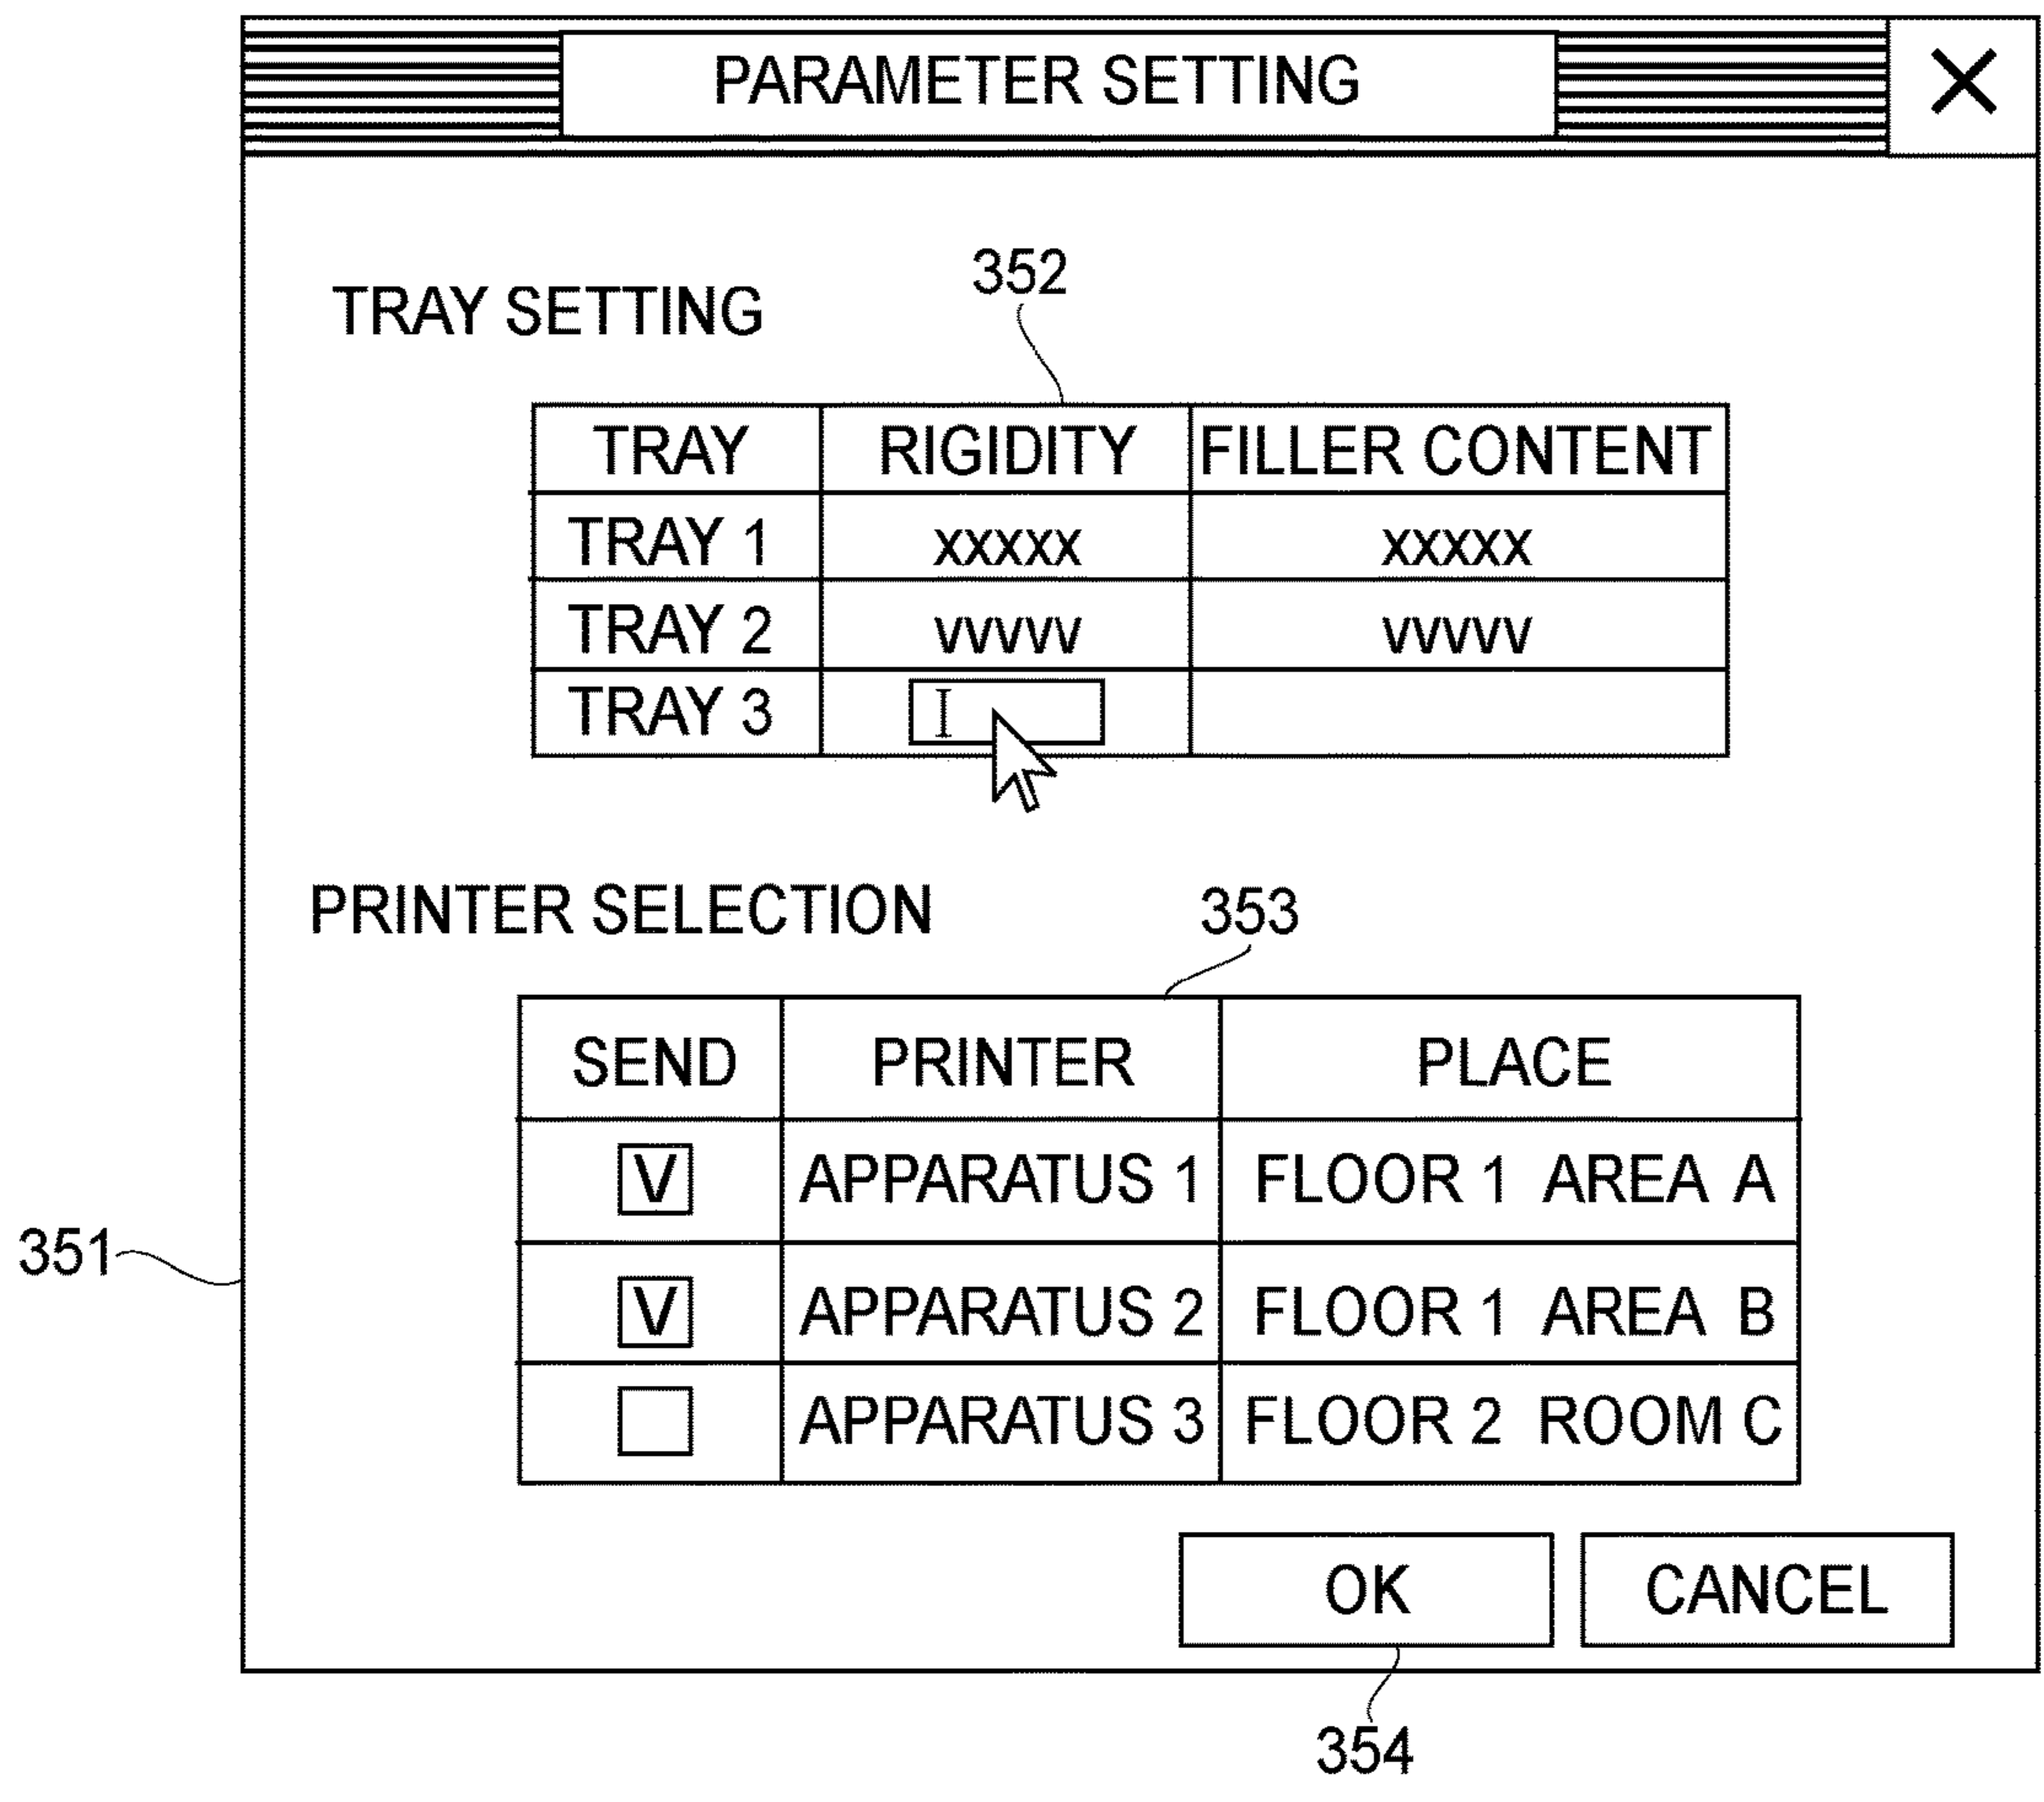 PARAMETER SETTING X
352
TRAY SETTING
TRAY RIGIDITY FILLER CONTENT
TRAY 1 xxxxx xxxxx
TRAY 2 vvvvv vvvvv
TRAY 3
PRINTER SELECTION 353
SEND PRINTER PLACE
V APPARATUS 1 FLOOR 1 AREA A
351
V APPARATUS 2 FLOOR 1 AREA B
APPARATUS 3 FLOOR 2 ROOM C
OK CANCEL
354